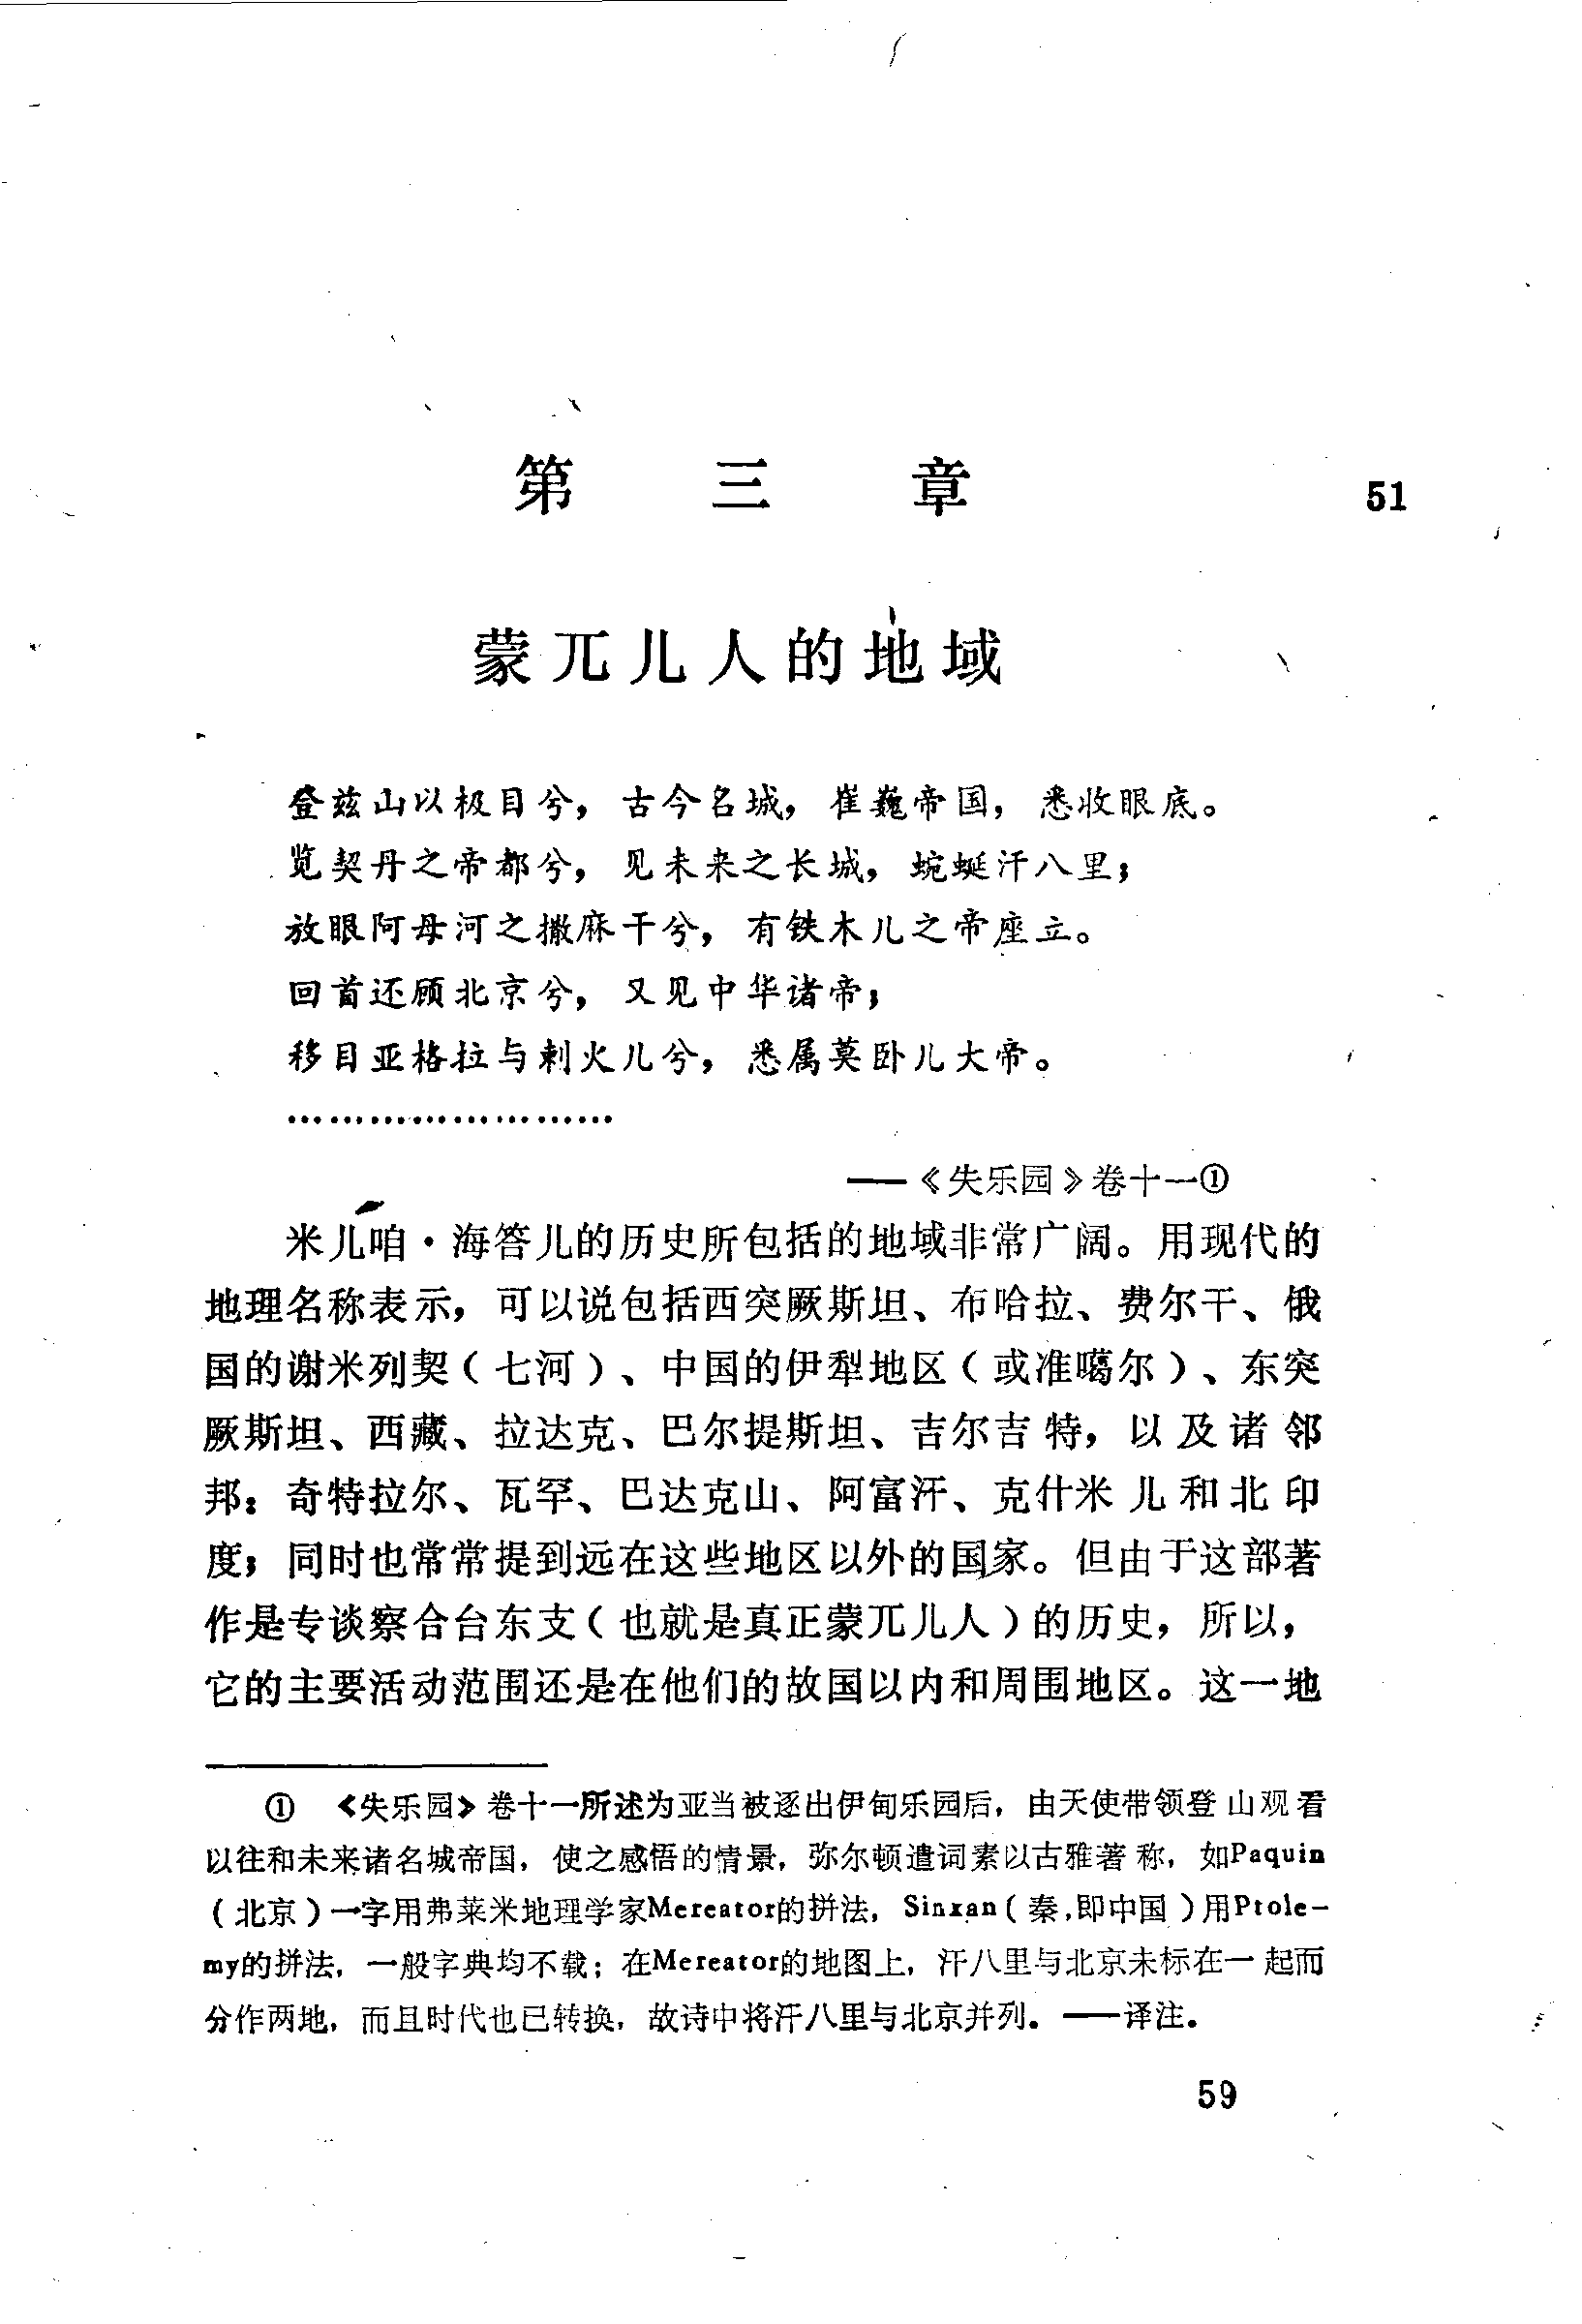 第三章
51
蒙兀儿人的地域
登兹山以极目兮，古今名城，崔巍帝国，悉收眼底。
览契丹之帝都兮，见未来之长城，蜿蜒汗八里；
放眼阿母河之撒麻干兮，有铁木儿之帝座立。
回首还顾北京兮，又见中华诸帝；
移目亚格拉与剌火儿兮，悉属莫卧儿大帝。
……………………
——《失乐园》卷十一①
米儿咱·海答儿的历史所包括的地域非常广阔。用现代的
地理名称表示，可以说包括西突厥斯坦、布哈拉、费尔干、俄
国的谢米列契（七河）、中国的伊犁地区（或准噶尔）、东突
厥斯坦、西藏、拉达克、巴尔提斯坦、吉尔吉特，以及诸邻
邦：奇特拉尔、瓦罕、巴达克山、阿富汗、克什米儿和北印
度；同时也常常提到远在这些地区以外的国家。但由于这部著
作是专谈察合台东支（也就是真正蒙兀儿人）的历史，所以，
它的主要活动范围还是在他们的故国以内和周围地区。这一地
① 《失乐园》卷十一所述为亚当被逐出伊甸乐园后，由天使带领登山观看
以往和未来诸名城帝国，使之感悟的情景，弥尔顿遣词素以古雅著称，如Paquin
（北京）一字用弗莱米地理学家Mercator的拼法，Sinxan（秦，即中国）用Ptole-
my的拼法，一般字典均不载；在Mereator的地图上，汗八里与北京未标在一起而
分作两地，而且时代也已转换，故诗中将汗八里与北京并列。——译注。
59